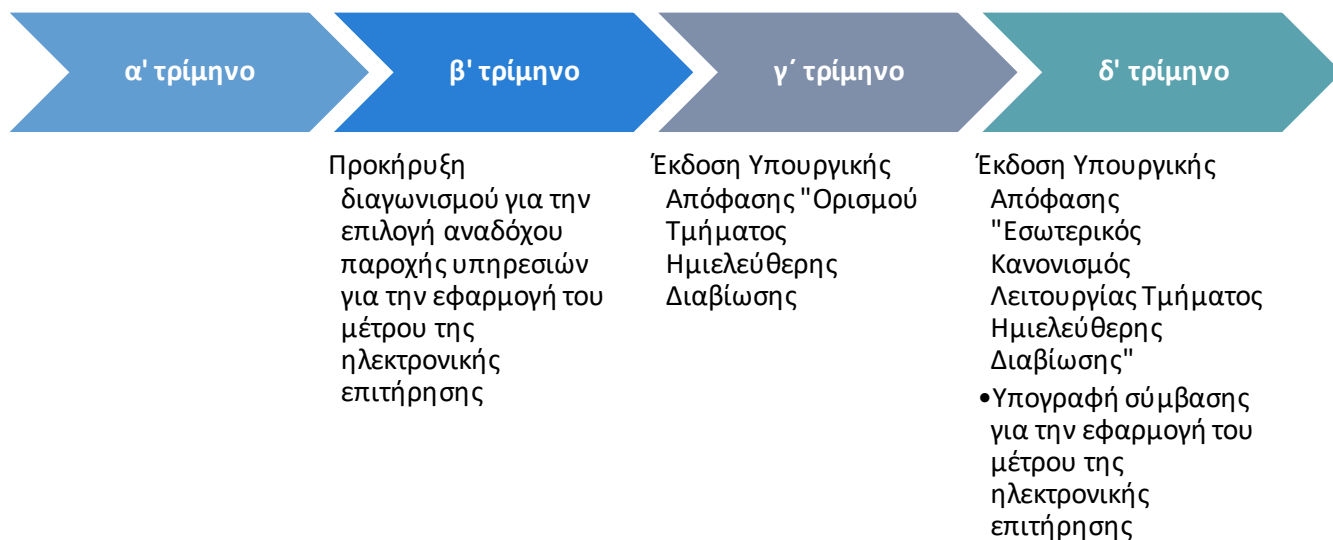 α' τρίμηνο
β' τρίμηνο
γ΄ τρίμηνο
δ' τρίμηνο
Προκήρυξη
διαγωνισμού για την
επιλογή αναδόχου
παροχής υπηρεσιών
για την εφαρμογή του
μέτρου της
ηλεκτρονικής
επιτήρησης
Έκδοση Υπουργικής
Απόφασης "Ορισμού
Τμήματος
Ημιελεύθερης
Διαβίωσης
Έκδοση Υπουργικής
Απόφασης
"Εσωτερικός
Κανονισμός
Λειτουργίας Τμήματος
Ημιελεύθερης
Διαβίωσης"
•Υπογραφή σύμβασης
για την εφαρμογή του
μέτρου της
ηλεκτρονικής
επιτήρησης